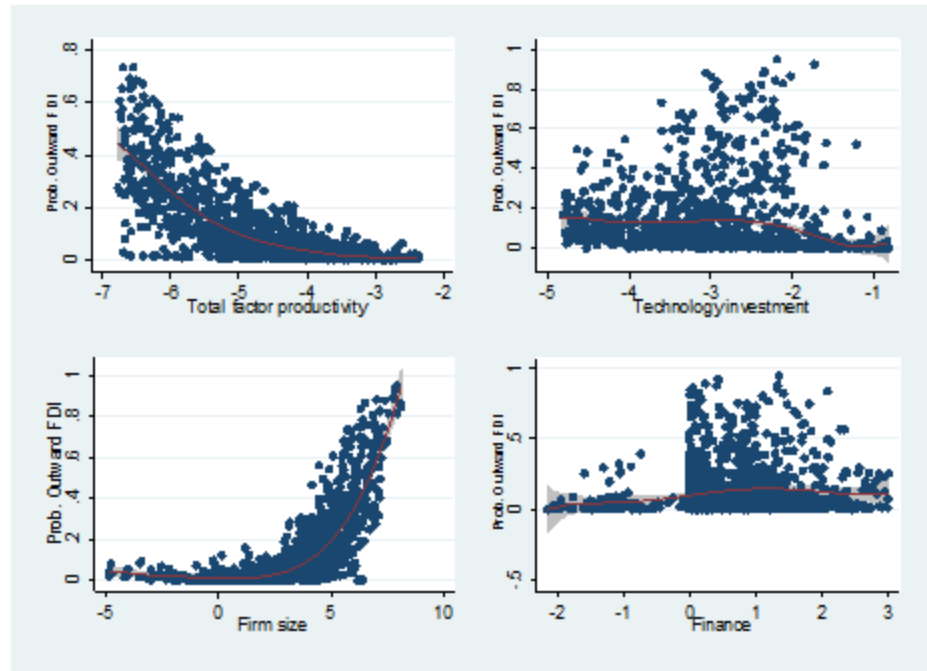 Prob. Outward FDI
.8
.6
.4
.2
0
-7 -6 -5 -4 -3 -2
Total factor productivity
Prob. Outward FDI
1
.8
.6
.4
.2
0
-5 -4 -3 -2 -1
Technology investment
Prob. Outward FDI
1
.8
.6
.4
.2
0
-5 0 5 10
Firm size
Prob. Outward FDI
1
.5
0
-.5
-2 -1 0 1 2 3
Finance